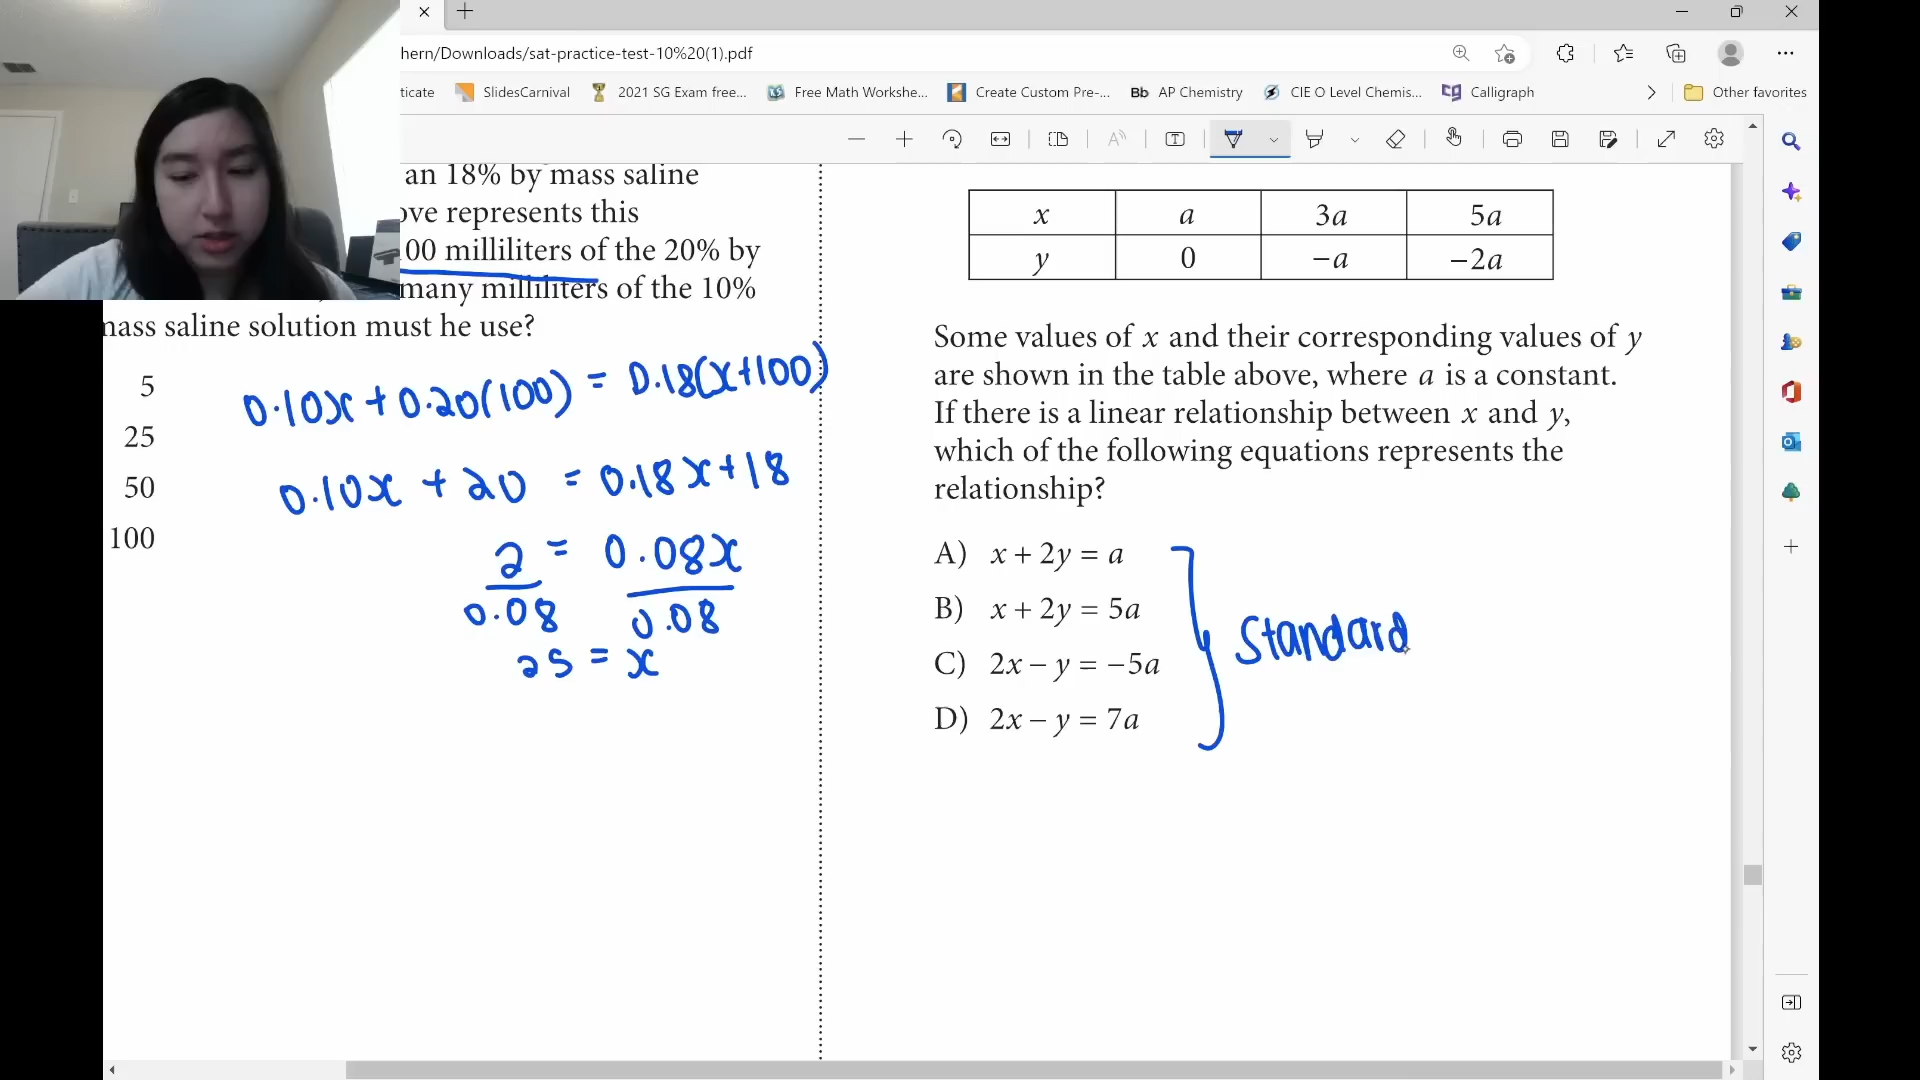 hern/Downloads/sat-practice-test-10%20(1).pdf
ticate SlidesCarnival 2021 SG Exam free... Free Math Workshe... Create Custom Pre-... Bb AP Chemistry CIE O Level Chemis... Calligraph Other favorites
an 18% by mass saline
ove represents this
00 milliliters of the 20% by
many milliliters of the 10%
mass saline solution must he use?
5
25
50
100
0.10x + 0.20(100) = 0.18(x+100)
0.10x + 20 = 0.18x + 18
2 = 0.08x
0.08 0.08
25 = x
x a 3a 5a
y 0 −a −2a
Some values of x and their corresponding values of y
are shown in the table above, where a is a constant.
If there is a linear relationship between x and y,
which of the following equations represents the
relationship?
A) x + 2y = a
B) x + 2y = 5a
C) 2x − y = −5a
D) 2x − y = 7a
Standard